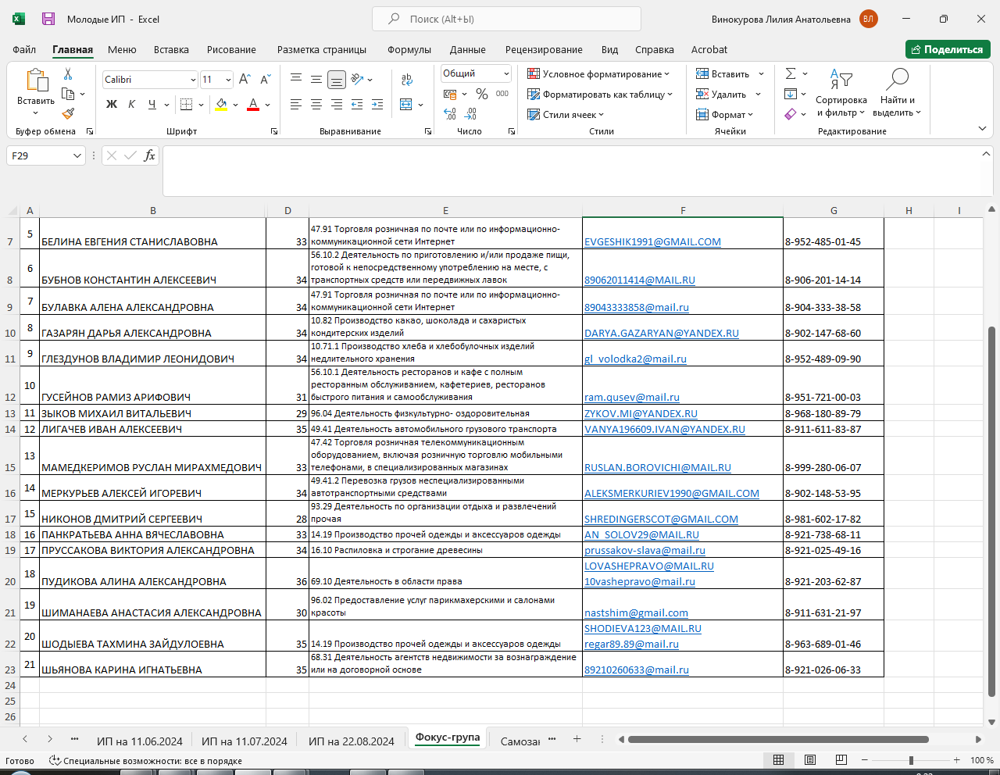 Молодые ИП - Excel
Поиск (Alt+Ы)
Винокурова Лилия Анатольевна ВЛ
Файл Главная Меню Вставка Рисование Разметка страницы Формулы Данные Рецензирование Вид Справка Acrobat Поделиться
Calibri 11 Общий Условное форматирование Вставить
Вставить Форматировать как таблицу Удалить Сортировка и фильтр Найти и выделить
Ж К Ч А % 000 Стили ячеек Формат
Буфер обмена Шрифт Выравнивание Число Стили Ячейки Редактирование
F29 fx
A B D E F G H I
7 5 БЕЛИНА ЕВГЕНИЯ СТАНИСЛАВОВНА 33 47.91 Торговля розничная по почте или по информационно-
коммуникационной сети Интернет EVGESHIK1991@GMAIL.COM 8-952-485-01-45
8 6 БУБНОВ КОНСТАНТИН АЛЕКСЕЕВИЧ 34 56.10.2 Деятельность по приготовлению и/или продаже пищи,
готовой к непосредственному употреблению на месте, с
транспортных средств или передвижных лавок 89062011414@MAIL.RU 8-906-201-14-14
9 7 БУЛАВКА АЛЕНА АЛЕКСАНДРОВНА 34 47.91 Торговля розничная по почте или по информационно-
коммуникационной сети Интернет 89043333858@mail.ru 8-904-333-38-58
10 8 ГАЗАРЯН ДАРЬЯ АЛЕКСАНДРОВНА 34 10.82 Производство какао, шоколада и сахаристых
кондитерских изделий DARYA.GAZARYAN@YANDEX.RU 8-902-147-68-60
11 9 ГЛЕЗДУНОВ ВЛАДИМИР ЛЕОНИДОВИЧ 34 10.71.1 Производство хлеба и хлебобулочных изделий
недлительного хранения gl_volodka2@mail.ru 8-952-489-09-90
12 10 ГУСЕЙНОВ РАМИЗ АРИФОВИЧ 31 56.10.1 Деятельность ресторанов и кафе с полным
ресторанным обслуживанием, кафетериев, ресторанов
быстрого питания и самообслуживания ram.qusev@mail.ru 8-951-721-00-03
13 11 ЗЫКОВ МИХАИЛ ВИТАЛЬЕВИЧ 29 96.04 Деятельность физкультурно- оздоровительная ZYKOV.MI@YANDEX.RU 8-968-180-89-79
14 12 ЛИГАЧЕВ ИВАН АЛЕКСЕЕВИЧ 35 49.41 Деятельность автомобильного грузового транспорта VANYA196609.IVAN@YANDEX.RU 8-911-611-83-87
15 13 МАМЕДКЕРИМОВ РУСЛАН МИРАХМЕДОВИЧ 33 47.42 Торговля розничная телекоммуникационным
оборудованием, включая розничную торговлю мобильными
телефонами, в специализированных магазинах RUSLAN.BOROVICHI@MAIL.RU 8-999-280-06-07
16 14 МЕРКУРЬЕВ АЛЕКСЕЙ ИГОРЕВИЧ 34 49.41.2 Перевозка грузов неспециализированными
автотранспортными средствами ALEKSMERKURIEV1990@GMAIL.COM 8-902-148-53-95
17 15 НИКОНОВ ДМИТРИЙ СЕРГЕЕВИЧ 28 93.29 Деятельность по организации отдыха и развлечений
прочая SHREDINGERSCOT@GMAIL.COM 8-981-602-17-82
18 16 ПАНКРАТЬЕВА АННА ВЯЧЕСЛАВОВНА 33 14.19 Производство прочей одежды и аксессуаров одежды AN_SOLOV29@MAIL.RU 8-921-738-68-11
19 17 ПРУССАКОВА ВИКТОРИЯ АЛЕКСАНДРОВНА 34 16.10 Распиловка и строгание древесины prussakov-slava@mail.ru 8-921-025-49-16
20 18 ПУДИКОВА АЛИНА АЛЕКСАНДРОВНА 36 69.10 Деятельность в области права LOVASHEPRAVO@MAIL.RU
10vashepravo@mail.ru 8-921-203-62-87
21 19 ШИМАНАЕВА АНАСТАСИЯ АЛЕКСАНДРОВНА 30 96.02 Предоставление услуг парикмахерскими и салонами
красоты nastshim@gmail.com 8-911-631-21-97
22 20 ШОДЫЕВА ТАХМИНА ЗАЙДУЛОЕВНА 35 14.19 Производство прочей одежды и аксессуаров одежды SHODIEVA123@MAIL.RU
regar89.89@mail.ru 8-963-689-01-46
23 21 ШЬЯНОВА КАРИНА ИГНАТЬЕВНА 35 68.31 Деятельность агентств недвижимости за вознаграждение
или на договорной основе 89210260633@mail.ru 8-921-026-06-33
24
25
26
ИП на 11.06.2024 ИП на 11.07.2024 ИП на 22.08.2024 Фокус-група Самозан
Готово Специальные возможности: все в порядке 100 %